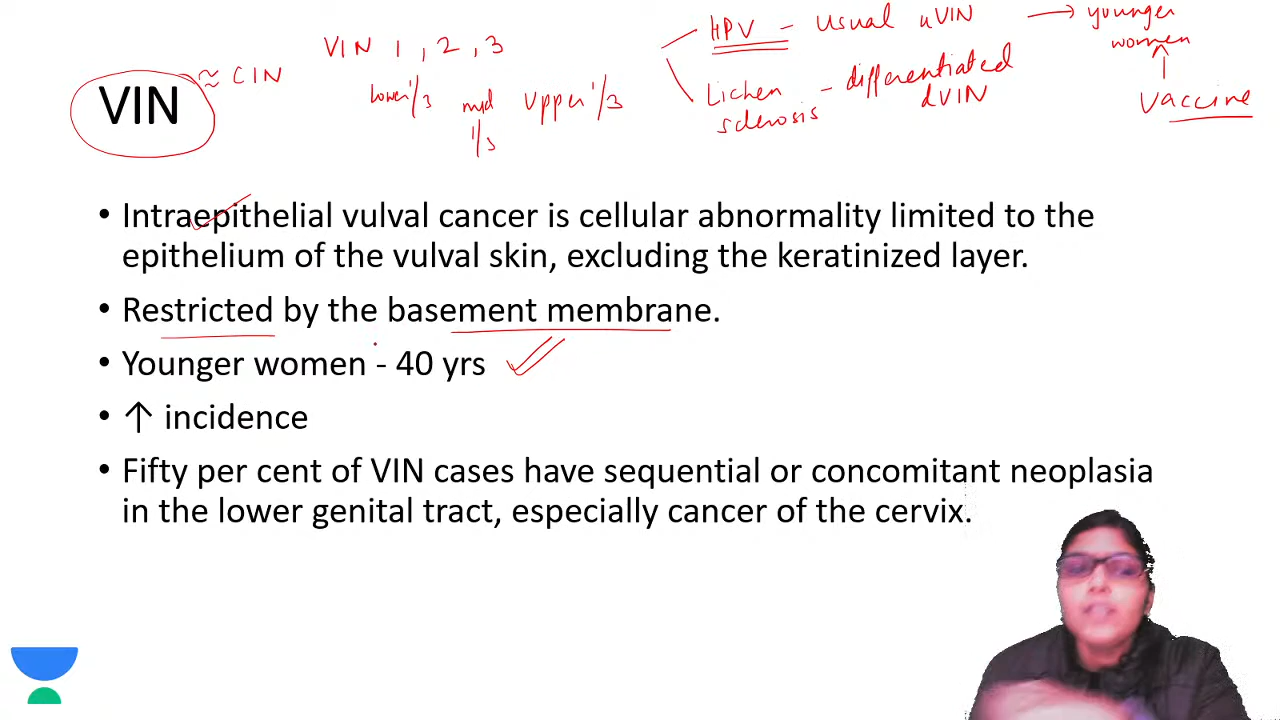 HPV - usual uVIN → younger women
VIN 1, 2, 3
≈ CIN
lower 1/3 mid 1/3 Upper 1/3
Lichen sclerosis - differentiated dVIN
Vaccine
VIN
• Intraepithelial vulval cancer is cellular abnormality limited to the
epithelium of the vulval skin, excluding the keratinized layer.
• Restricted by the basement membrane.
• Younger women - 40 yrs
• ↑ incidence
• Fifty per cent of VIN cases have sequential or concomitant neoplasia
in the lower genital tract, especially cancer of the cervix.